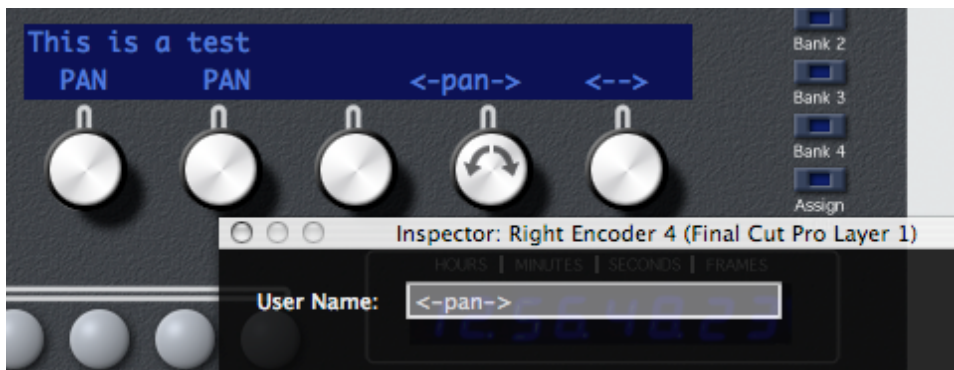 This is a test
PAN PAN <-pan-> <-->
Bank 2
Bank 3
Bank 4
Assign
Inspector: Right Encoder 4 (Final Cut Pro Layer 1)
HOURS | MINUTES | SECONDS | FRAMES
User Name: <-pan->